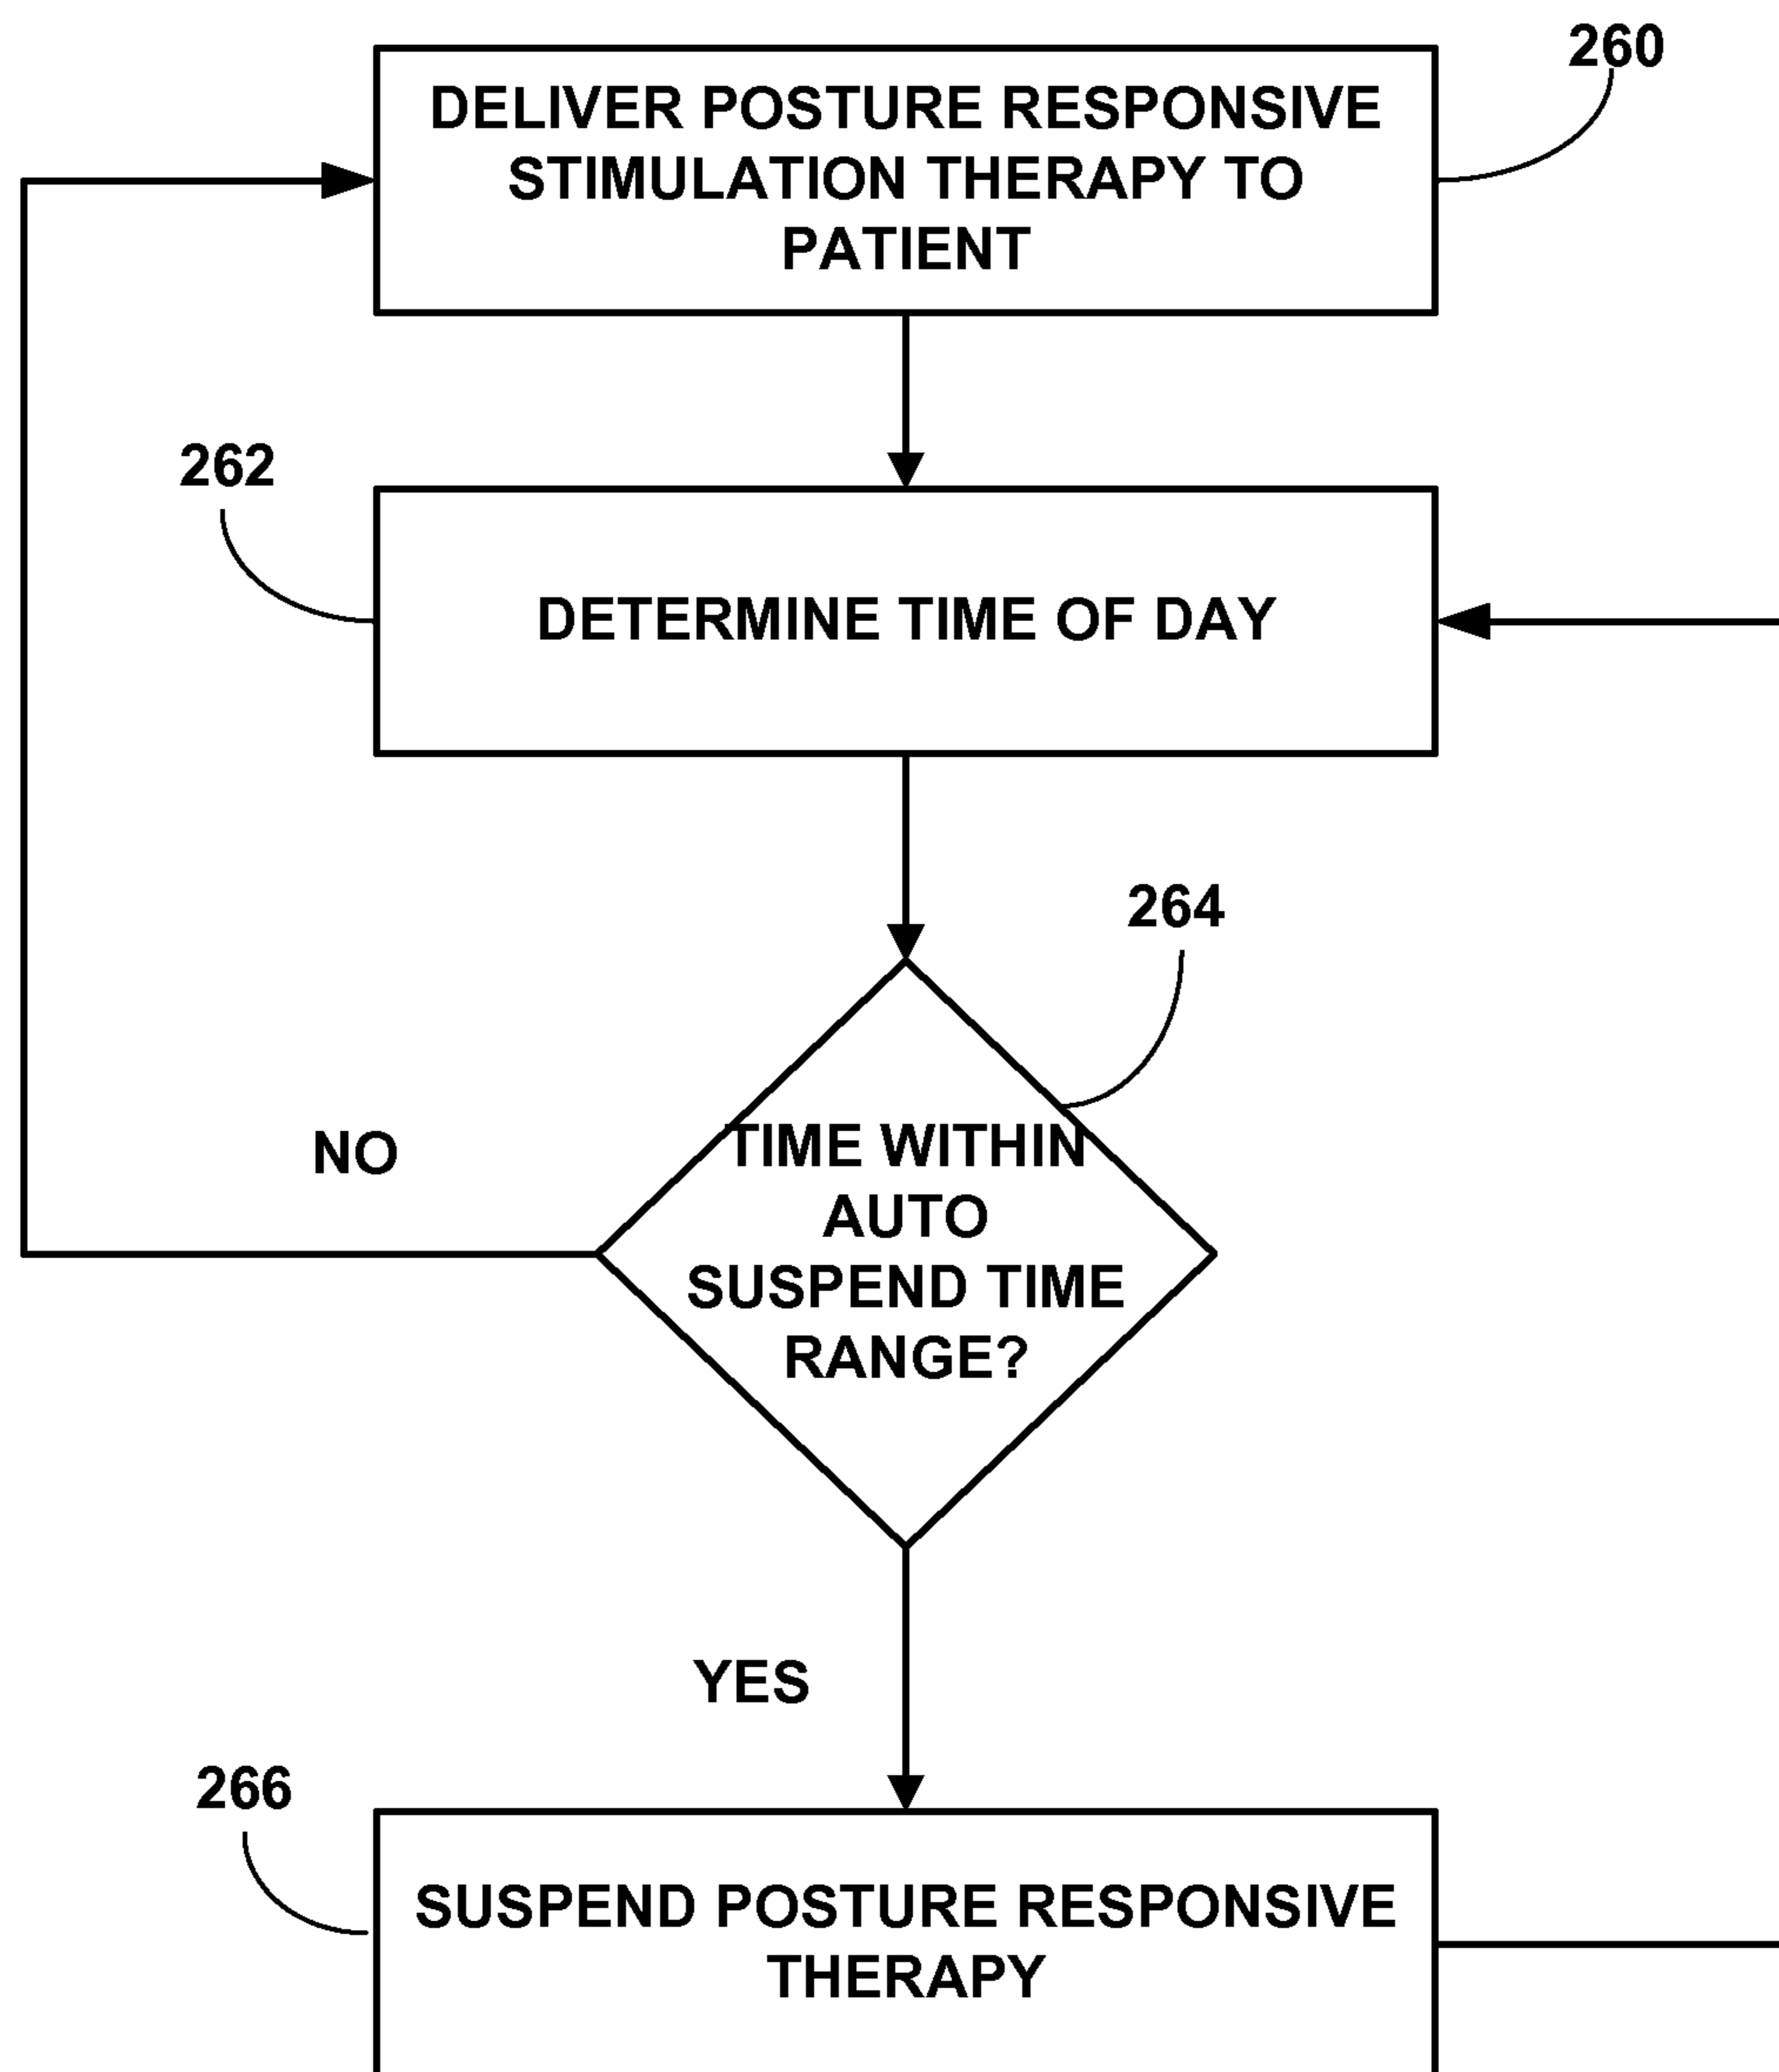 260
DELIVER POSTURE RESPONSIVE
STIMULATION THERAPY TO
PATIENT
262
DETERMINE TIME OF DAY
264
TIME WITHIN
AUTO
SUSPEND TIME
RANGE?
NO
YES
266
SUSPEND POSTURE RESPONSIVE
THERAPY